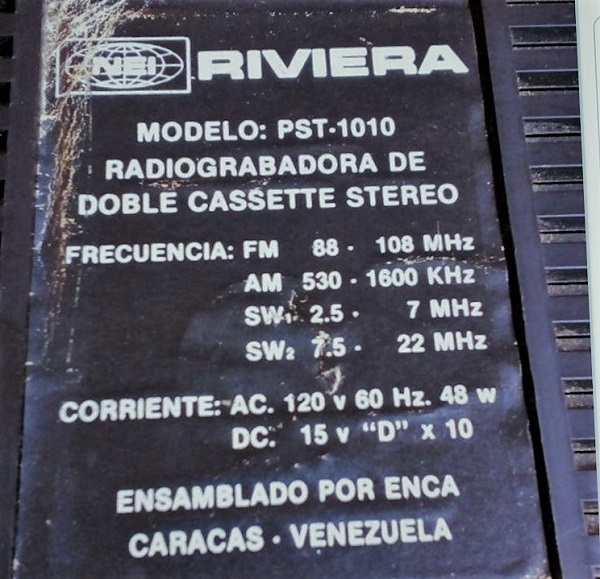 NEI RIVIERA
MODELO: PST-1010
RADIOGRABADORA DE
DOBLE CASSETTE STEREO
FRECUENCIA: FM 88 - 108 MHz
AM 530 - 1600 KHz
SW₁ 2.5 - 7 MHz
SW₂ 7.5 - 22 MHz
CORRIENTE: AC. 120 v 60 Hz. 48 w
DC. 15 v "D" x 10
ENSAMBLADO POR ENCA
CARACAS - VENEZUELA